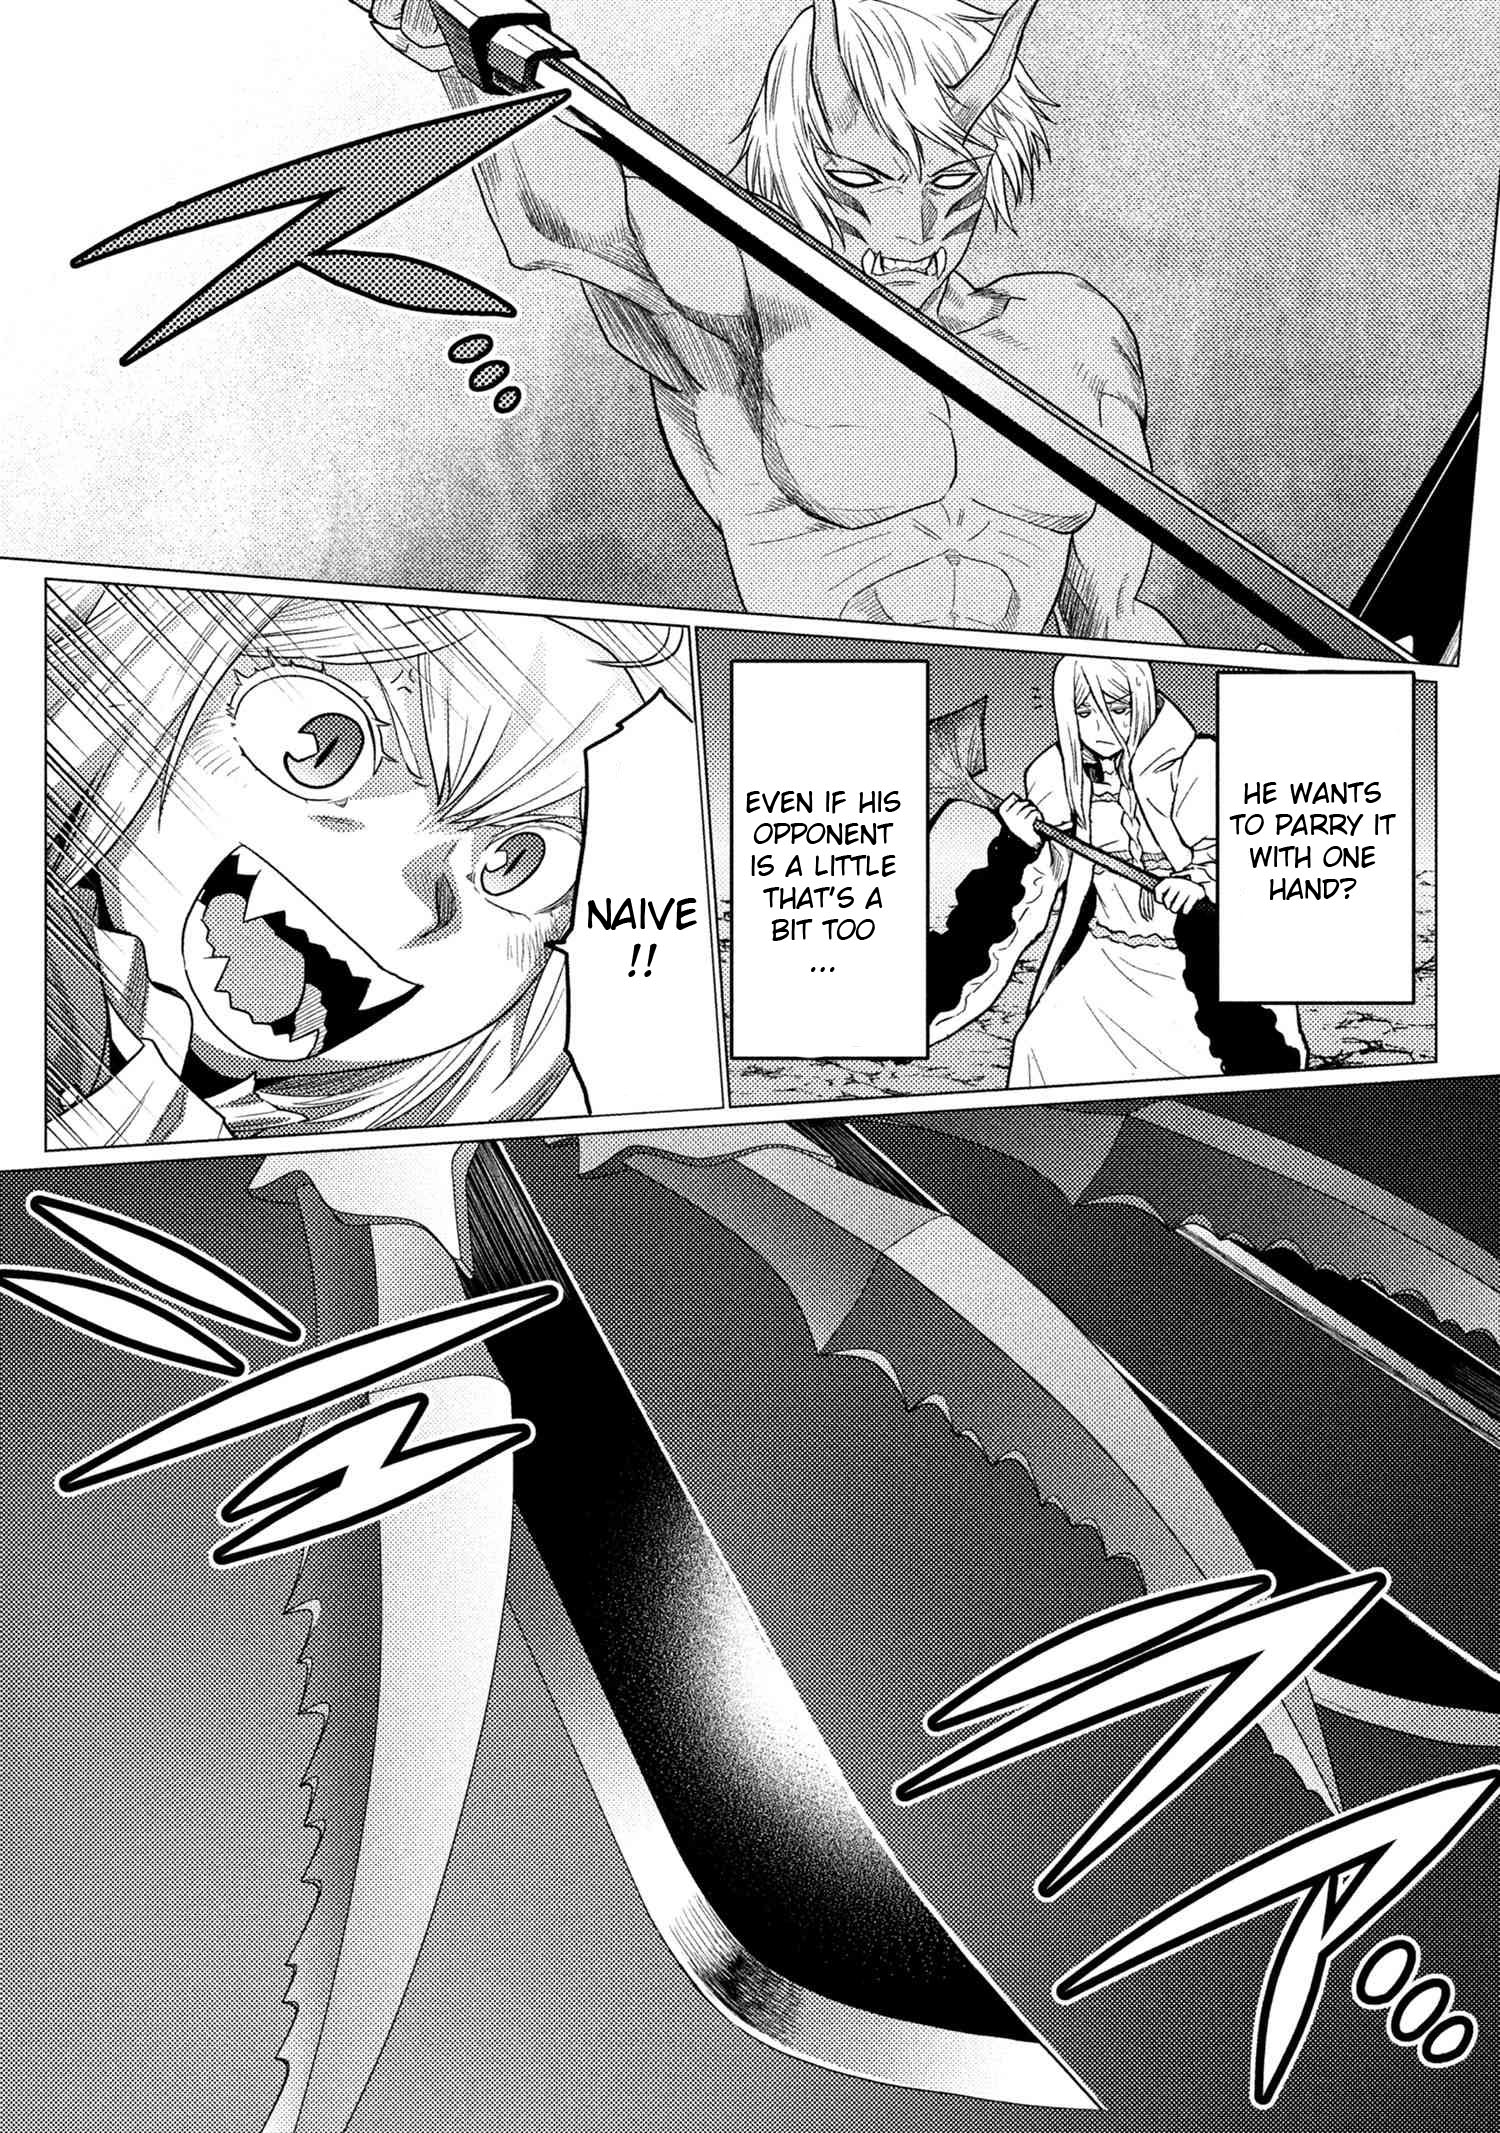 HE WANTS
TO PARRY IT
WITH ONE
HAND?
EVEN IF HIS
OPPONENT
IS A LITTLE
THAT'S A
BIT TOO
...
NAIVE
!!